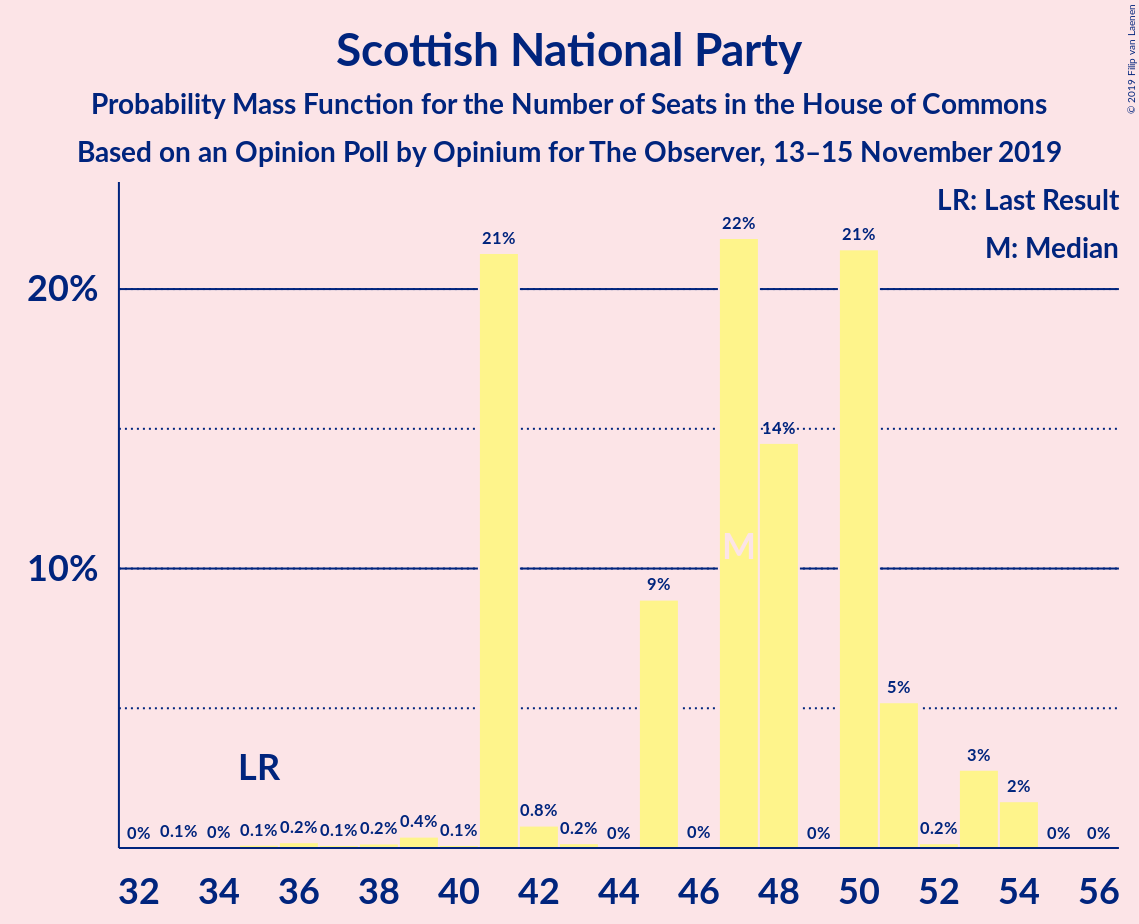 Scottish National Party
Probability Mass Function for the Number of Seats in the House of Commons
Based on an Opinion Poll by Opinium for The Observer, 13–15 November 2019
© 2019 Filip van Laenen
LR: Last Result
M: Median
20%
10%
0% 0.1% 0% 0.1% 0.2% 0.1% 0.2% 0.4% 0.1% 21% 0.8% 0.2% 0% 9% 0% 22% 14% 0% 21% 5% 0.2% 3% 2% 0% 0%
LR
M
32 34 36 38 40 42 44 46 48 50 52 54 56